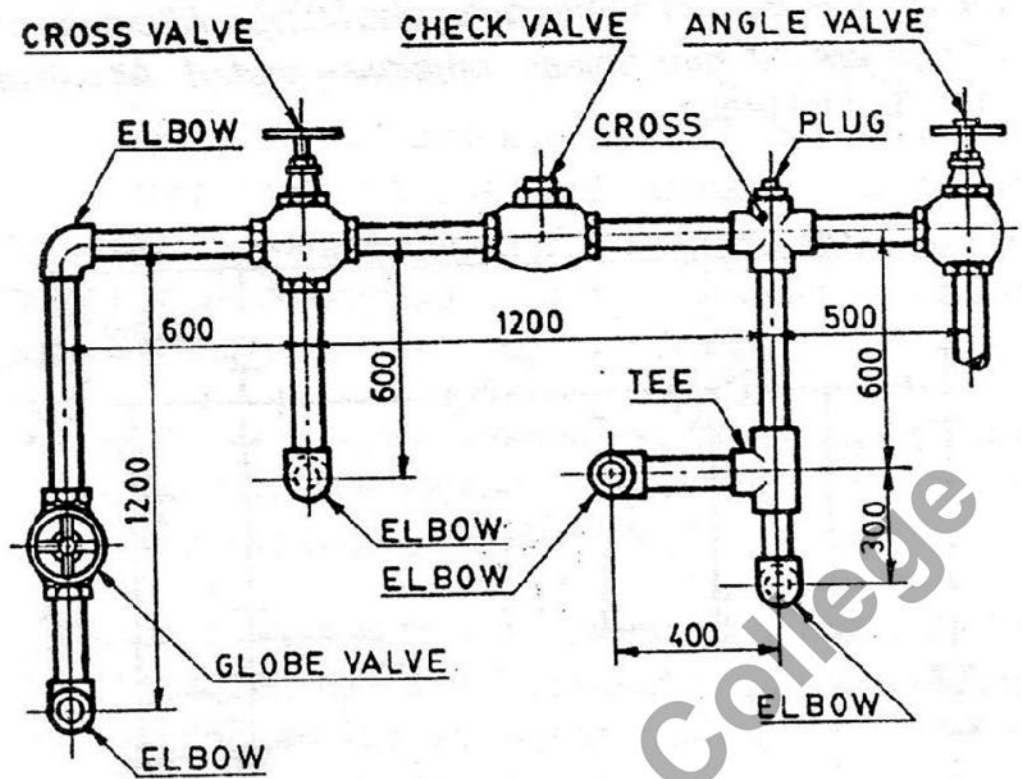 CROSS VALVE
CHECK VALVE
ANGLE VALVE
ELBOW
CROSS
PLUG
600
1200
500
600
600
TEE
1200
ELBOW
ELBOW
300
400
GLOBE VALVE
ELBOW
ELBOW
College